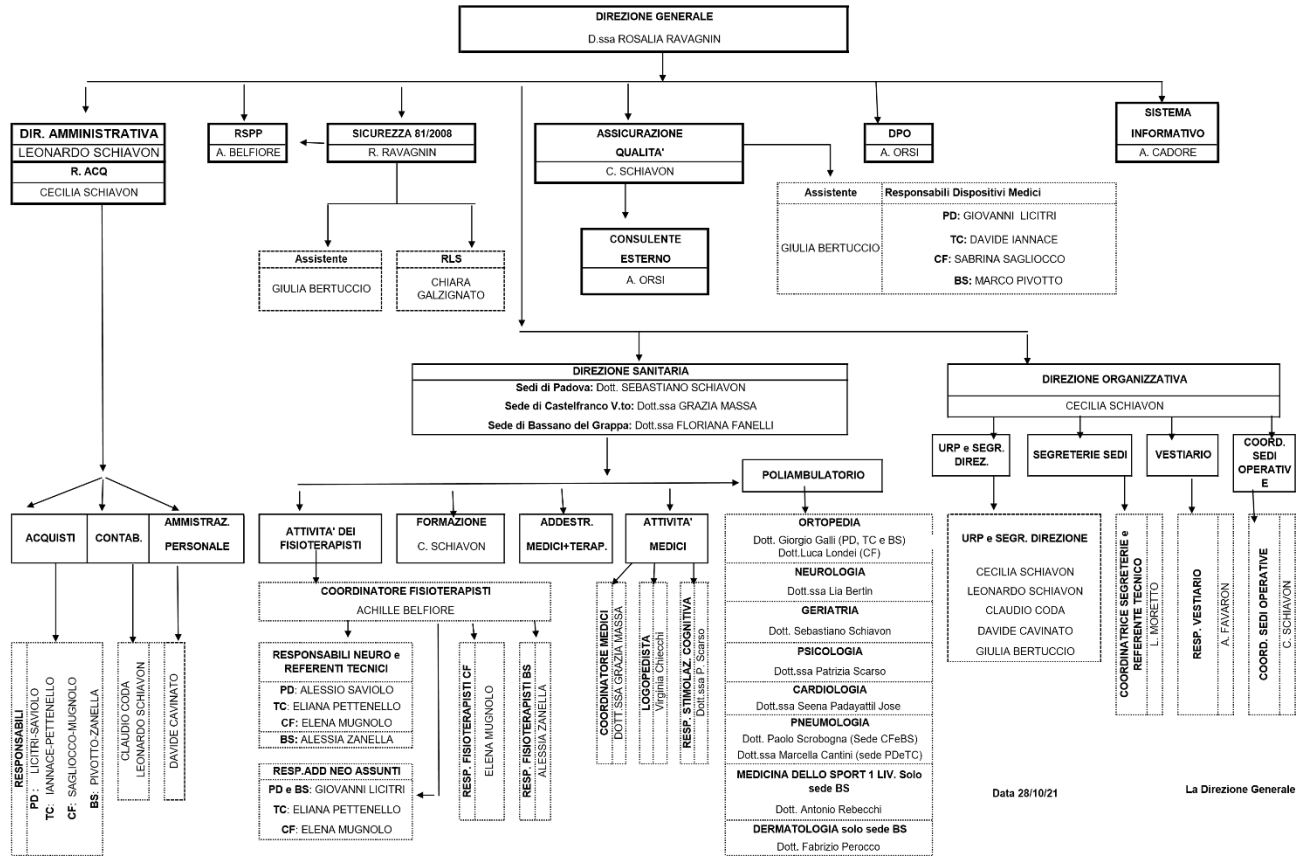 DIREZIONE GENERALE
D.ssa ROSALIA RAVAGNIN
DIR. AMMINISTRATIVA
LEONARDO SCHIAVON
R. ACQ
CECILIA SCHIAVON
RSPP
A. BELFIORE
SICUREZZA 81/2008
R. RAVAGNIN
ASSICURAZIONE
QUALITA'
C. SCHIAVON
DPO
A. ORSI
SISTEMA
INFORMATIVO
A. CADORE
Assistente
GIULIA BERTUCCIO
RLS
CHIARA
GALZIGNATO
CONSULENTE
ESTERNO
A. ORSI
Assistente
GIULIA BERTUCCIO
Responsabili Dispositivi Medici
PD: GIOVANNI LICITRI
TC: DAVIDE IANNACE
CF: SABRINA SAGLIOCCO
BS: MARCO PIVOTTO
DIREZIONE SANITARIA
Sedi di Padova: Dott. SEBASTIANO SCHIAVON
Sede di Castelfranco V.to: Dott.ssa GRAZIA MASSA
Sede di Bassano del Grappa: Dott.ssa FLORIANA FANELLI
DIREZIONE ORGANIZZATIVA
CECILIA SCHIAVON
URP e SEGR.
DIREZ.
SEGRETERIE SEDI
VESTIARIO
COORD.
SEDI
OPERATIV
E
ACQUISTI
CONTAB.
AMMISTRAZ.
PERSONALE
ATTIVITA' DEI
FISIOTERAPISTI
FORMAZIONE
C. SCHIAVON
ADDESTR.
MEDICI+TERAP.
ATTIVITA'
MEDICI
POLIAMBULATORIO
RESPONSABILI
PD : LICITRI-SAVIOLO
TC: IANNACE-PETTENELLO
CF: SAGLIOCCO-MUGNOLO
BS: PIVOTTO-ZANELLA
CLAUDIO CODA
LEONARDO SCHIAVON
DAVIDE CAVINATO
COORDINATORE FISIOTERAPISTI
ACHILLE BELFIORE
RESPONSABILI NEURO e
REFERENTI TECNICI
PD: ALESSIO SAVIOLO
TC: ELIANA PETTENELLO
CF: ELENA MUGNOLO
BS: ALESSIA ZANELLA
RESP.ADD NEO ASSUNTI
PD e BS: GIOVANNI LICITRI
TC: ELIANA PETTENELLO
CF: ELENA MUGNOLO
RESP. FISIOTERAPISTI CF
ELENA MUGNOLO
RESP. FISIOTERAPISTI BS
ALESSIA ZANELLA
COORDINATORE MEDICI
DOTT.SSA GRAZIA MASSA
LOGOPEDISTA
Virginia Chiecchi
RESP. STIMOLAZ. COGNITIVA
Dott.ssa P. Scarso
ORTOPEDIA
Dott. Giorgio Galli (PD, TC e BS)
Dott.Luca Londei (CF)
NEUROLOGIA
Dott.ssa Lia Bertin
GERIATRIA
Dott. Sebastiano Schiavon
PSICOLOGIA
Dott.ssa Patrizia Scarso
CARDIOLOGIA
Dott.ssa Seena Padayattil Jose
PNEUMOLOGIA
Dott. Paolo Scrobogna (Sede CFeBS)
Dott.ssa Marcella Cantini (sede PDeTC)
MEDICINA DELLO SPORT 1 LIV. Solo
sede BS
Dott. Antonio Rebecchi
DERMATOLOGIA solo sede BS
Dott. Fabrizio Perocco
URP e SEGR. DIREZIONE
CECILIA SCHIAVON
LEONARDO SCHIAVON
CLAUDIO CODA
DAVIDE CAVINATO
GIULIA BERTUCCIO
COORDINATRICE SEGRETERIE e
REFERENTE TECNICO
L. MORETTO
RESP. VESTIARIO
A. FAVARON
COORD. SEDI OPERATIVE
C. SCHIAVON
Data 28/10/21
La Direzione Generale